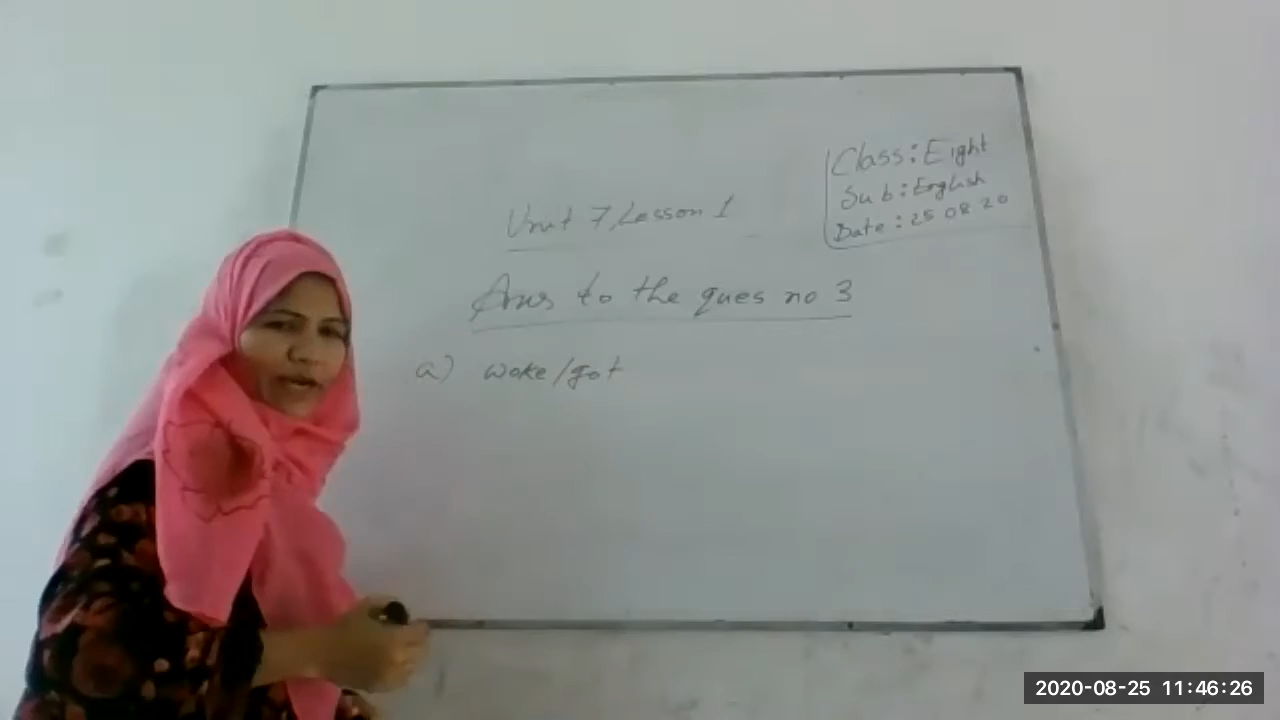 Class: Eight
Sub: English
Date: 25 08 20
Unit 7, Lesson 1
Ans to the ques no 3
a) woke/got
2020-08-25 11:46:26